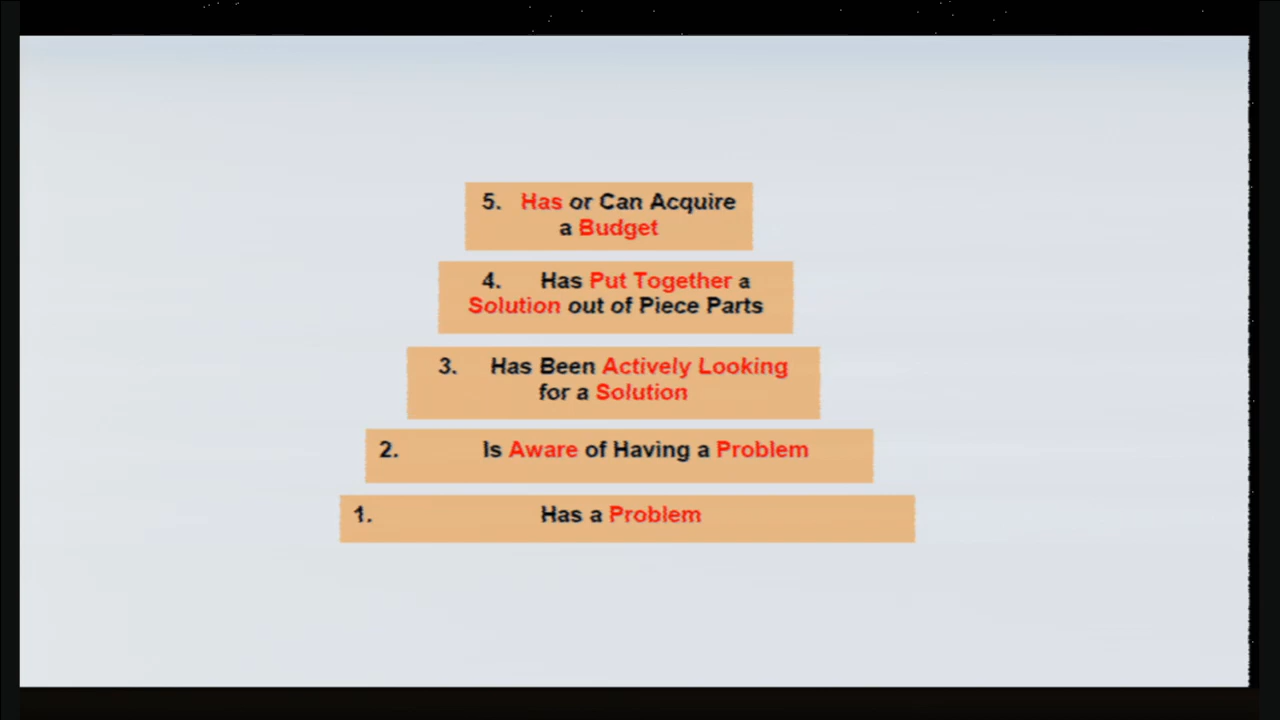 5. Has or Can Acquire
a Budget
4. Has Put Together a
Solution out of Piece Parts
3. Has Been Actively Looking
for a Solution
2. Is Aware of Having a Problem
1. Has a Problem